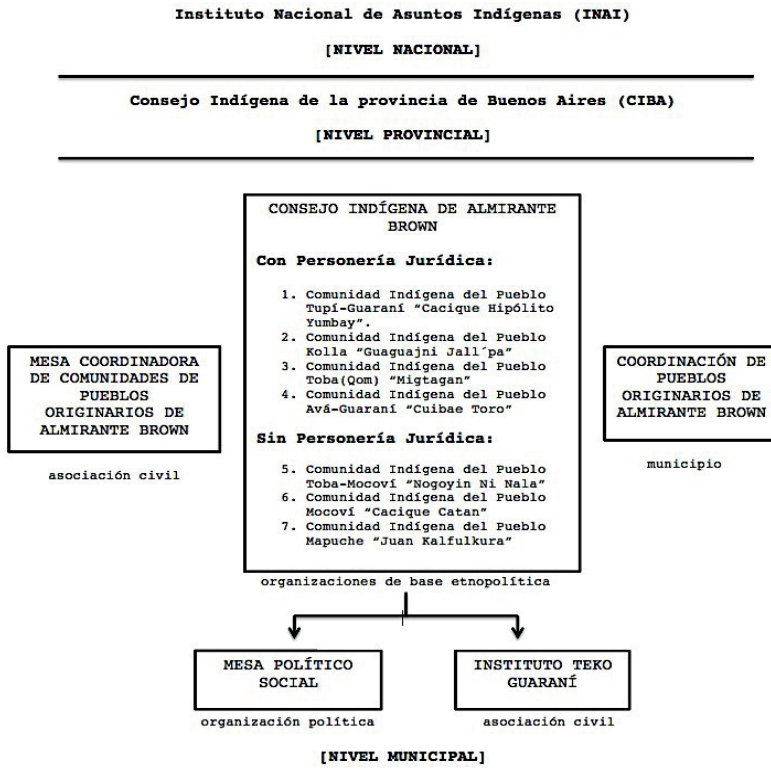 Instituto Nacional de Asuntos Indígenas (INAI)
[NIVEL NACIONAL]
Consejo Indígena de la provincia de Buenos Aires (CIBA)
[NIVEL PROVINCIAL]
CONSEJO INDÍGENA DE ALMIRANTE
BROWN
Con Personería Jurídica:
1. Comunidad Indígena del Pueblo
Tupí-Guaraní “Cacique Hipólito
Yumbay”.
2. Comunidad Indígena del Pueblo
Kolla “Guaguajni Jall´pa”
3. Comunidad Indígena del Pueblo
Toba(Qom) “Migtagan”
4. Comunidad Indígena del Pueblo
Avá-Guaraní “Cuibae Toro”
Sin Personería Jurídica:
5. Comunidad Indígena del Pueblo
Toba-Mocoví “Nogoyin Ni Nala”
6. Comunidad Indígena del Pueblo
Mocoví “Cacique Catan”
7. Comunidad Indígena del Pueblo
Mapuche “Juan Kalfulkura”
organizaciones de base etnopolítica
MESA COORDINADORA
DE COMUNIDADES DE
PUEBLOS
ORIGINARIOS DE
ALMIRANTE BROWN
asociación civil
COORDINACIÓN DE
PUEBLOS
ORIGINARIOS DE
ALMIRANTE BROWN
municipio
MESA POLÍTICO
SOCIAL
organización política
INSTITUTO TEKO
GUARANÍ
asociación civil
[NIVEL MUNICIPAL]